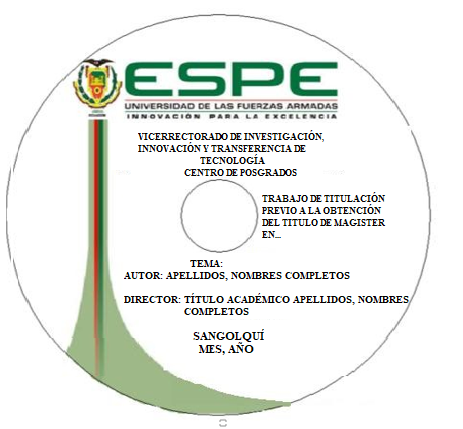 ESPE
UNIVERSIDAD DE LAS FUERZAS ARMADAS
INNOVACIÓN PARA LA EXCELENCIA
VICERRECTORADO DE INVESTIGACIÓN,
INNOVACIÓN Y TRANSFERENCIA DE
TECNOLOGÍA
CENTRO DE POSGRADOS
TRABAJO DE TITULACIÓN
PREVIO A LA OBTENCIÓN
DEL TITULO DE MAGISTER
EN...
TEMA:
AUTOR: APELLIDOS, NOMBRES COMPLETOS
DIRECTOR: TÍTULO ACADÉMICO APELLIDOS, NOMBRES
COMPLETOS
SANGOLQUÍ
MES, AÑO